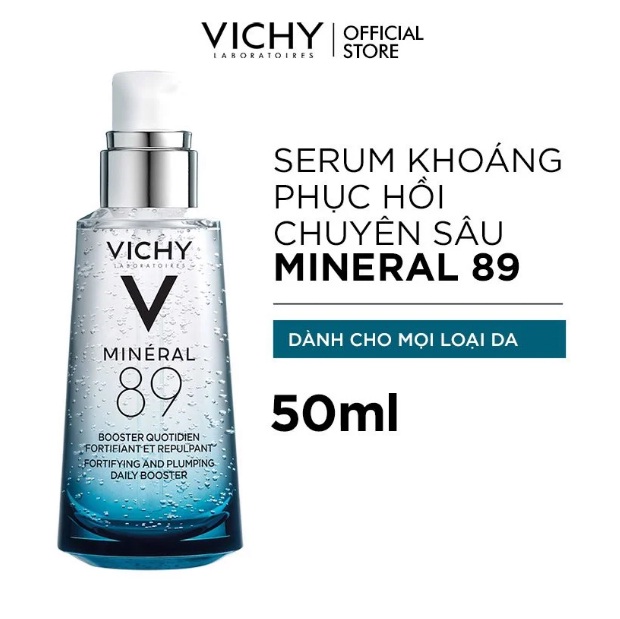 VICHY
LABORATOIRES
OFFICIAL
STORE
SERUM KHOÁNG
PHỤC HỒI
CHUYÊN SÂU
MINERAL 89
DÀNH CHO MỌI LOẠI DA
50ml
VICHY
LABORATOIRES
V
MINÉRAL
89
BOOSTER QUOTIDIEN
FORTIFIANT ET REPULPANT
FORTIFYING AND PLUMPING
DAILY BOOSTER